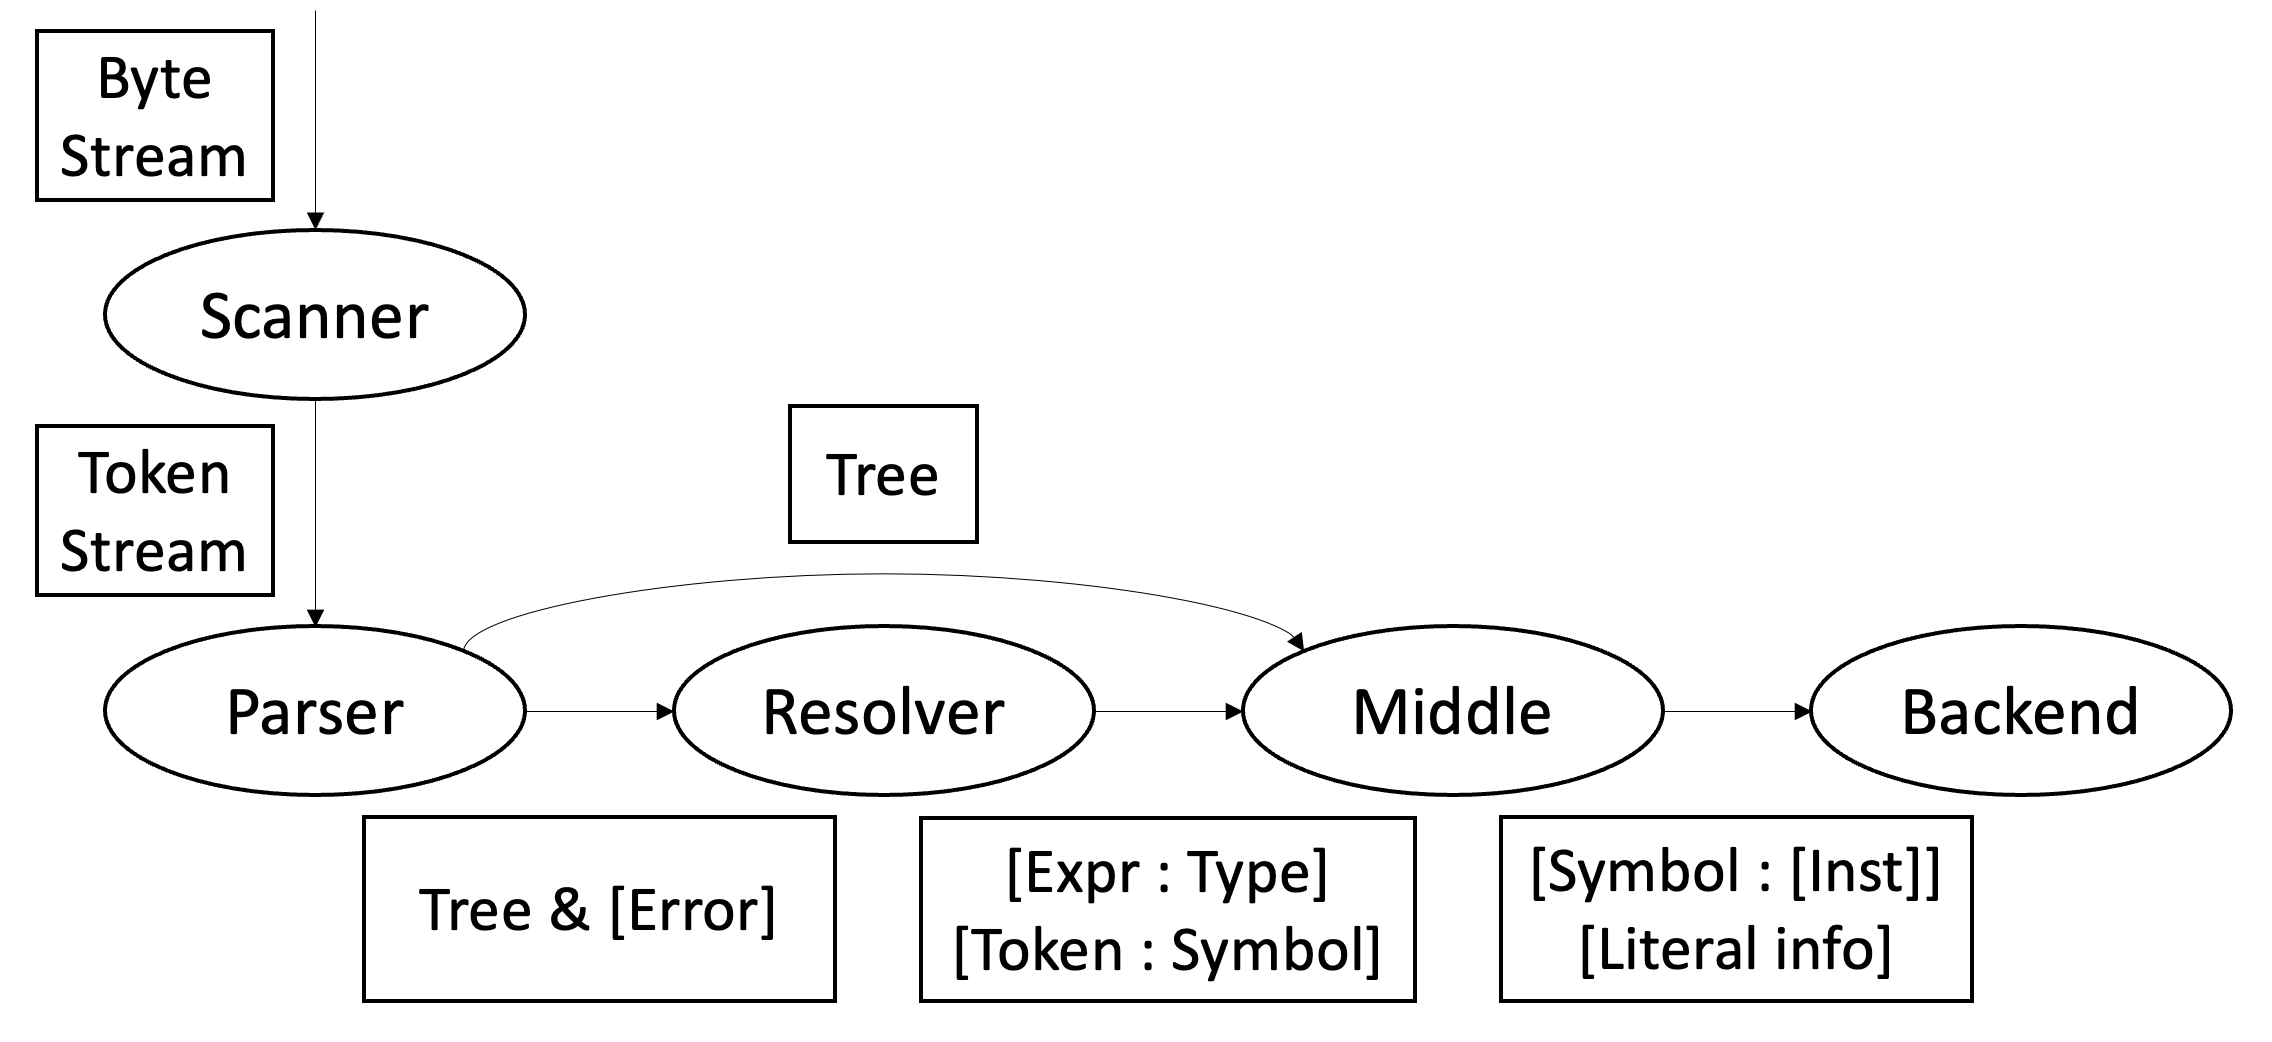 Byte
Stream
Scanner
Token
Stream
Tree
Parser
Resolver
Middle
Backend
Tree & [Error]
[Expr : Type]
[Token : Symbol]
[Symbol : [Inst]]
[Literal info]